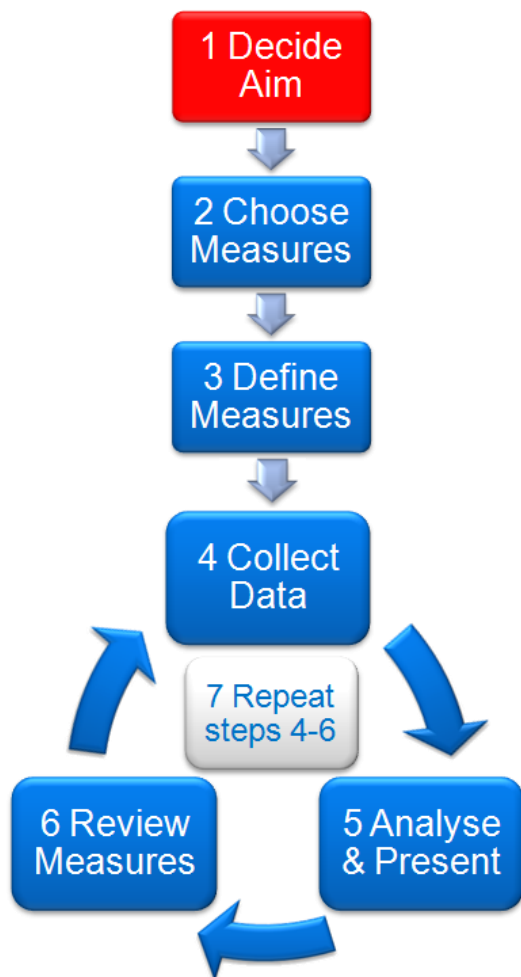 1 Decide
Aim
2 Choose
Measures
3 Define
Measures
4 Collect
Data
7 Repeat
steps 4-6
6 Review
Measures
5 Analyse
& Present